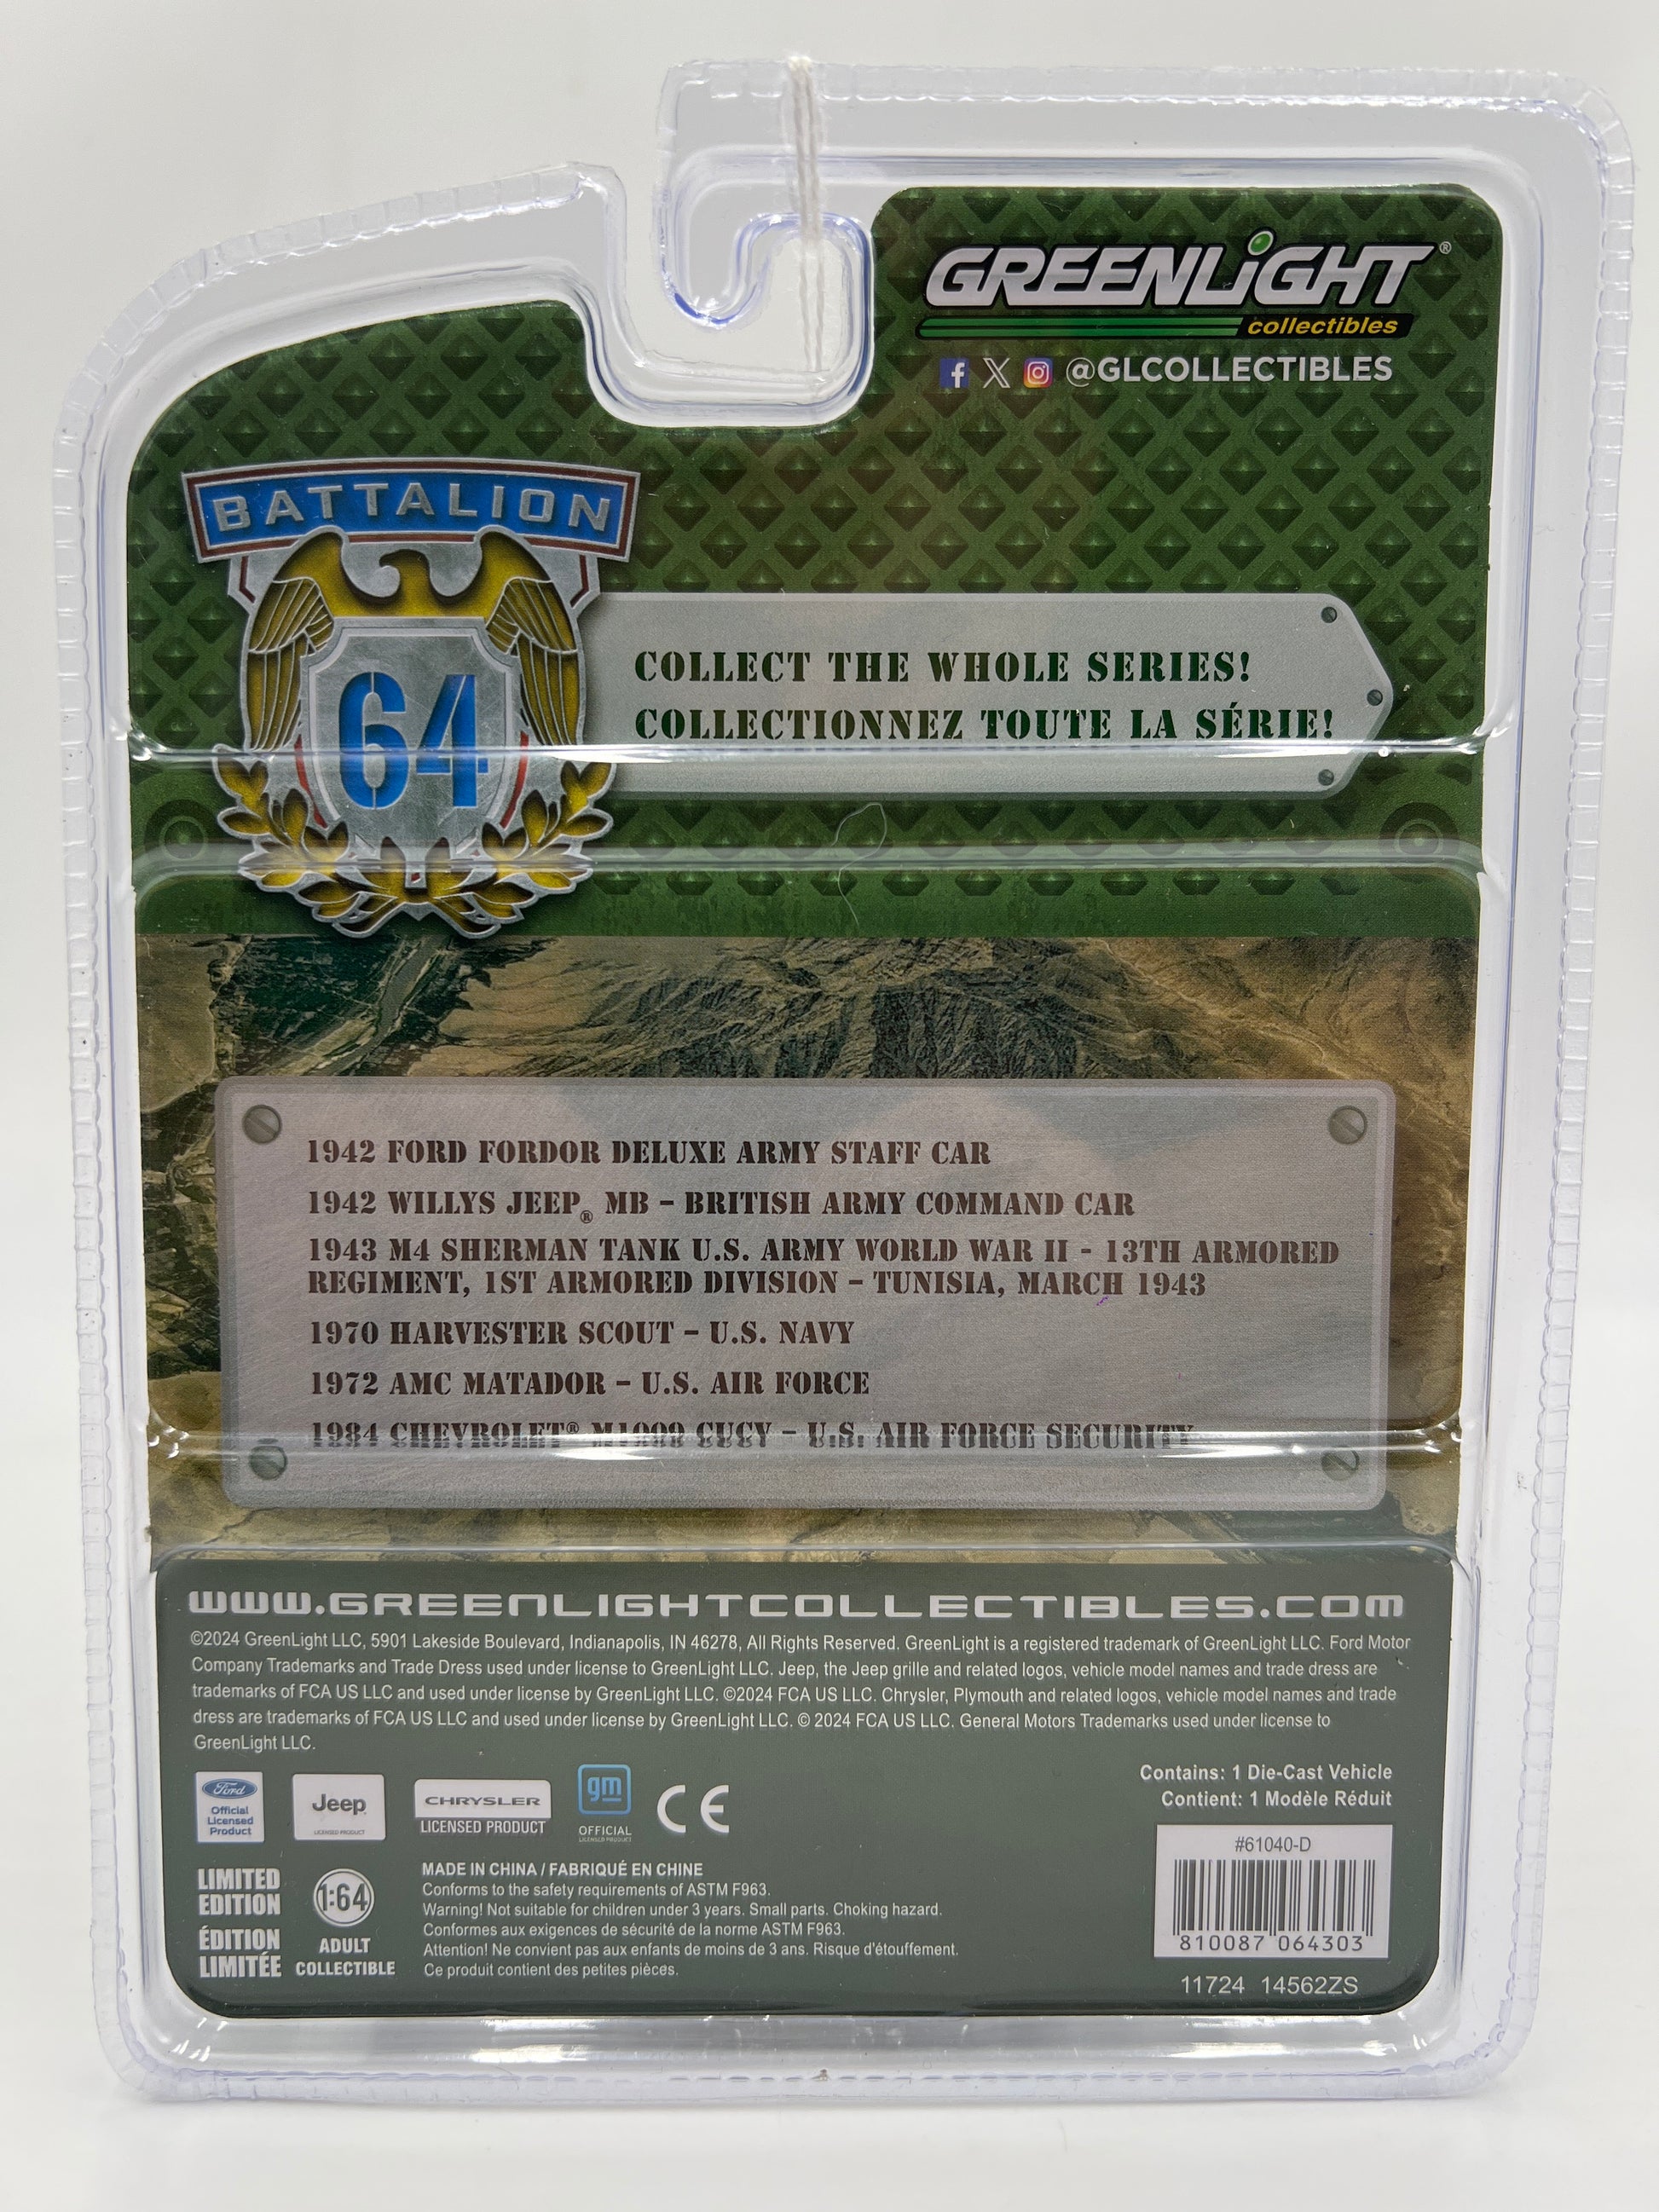 GREENLiGHT®
collectibles
@GLCOLLECTIBLES
BATTALION
64
COLLECT THE WHOLE SERIES!
COLLECTIONNEZ TOUTE LA SÉRIE!
1942 FORD FORDOR DELUXE ARMY STAFF CAR
1942 WILLYS JEEP® MB – BRITISH ARMY COMMAND CAR
1943 M4 SHERMAN TANK U.S. ARMY WORLD WAR II - 13TH ARMORED
REGIMENT, 1ST ARMORED DIVISION – TUNISIA, MARCH 1943
1970 HARVESTER SCOUT – U.S. NAVY
1972 AMC MATADOR – U.S. AIR FORCE
1984 CHEVROLET® M1009 CUCV – U.S. AIR FORCE SECURITY
WWW.GREENLIGHTCOLLECTIBLES.COM
©2024 GreenLight LLC, 5901 Lakeside Boulevard, Indianapolis, IN 46278, All Rights Reserved. GreenLight is a registered trademark of GreenLight LLC. Ford Motor
Company Trademarks and Trade Dress used under license to GreenLight LLC. Jeep, the Jeep grille and related logos, vehicle model names and trade dress are
trademarks of FCA US LLC and used under license by GreenLight LLC. ©2024 FCA US LLC. Chrysler, Plymouth and related logos, vehicle model names and trade
dress are trademarks of FCA US LLC and used under license by GreenLight LLC. © 2024 FCA US LLC. General Motors Trademarks used under license to
GreenLight LLC.
Ford
Official
Licensed
Product
Jeep
LICENSED PRODUCT
CHRYSLER
LICENSED PRODUCT
gm
OFFICIAL
LICENSED PRODUCT
CE
Contains: 1 Die-Cast Vehicle
Contient: 1 Modèle Réduit
LIMITED
EDITION
ÉDITION
LIMITÉE
1:64
ADULT
COLLECTIBLE
MADE IN CHINA / FABRIQUÉ EN CHINE
Conforms to the safety requirements of ASTM F963.
Warning! Not suitable for children under 3 years. Small parts. Choking hazard.
Conformes aux exigences de sécurité de la norme ASTM F963.
Attention! Ne convient pas aux enfants de moins de 3 ans. Risque d'étouffement.
Ce produit contient des petites pièces.
#61040-D
810087 064303
11724 14562ZS